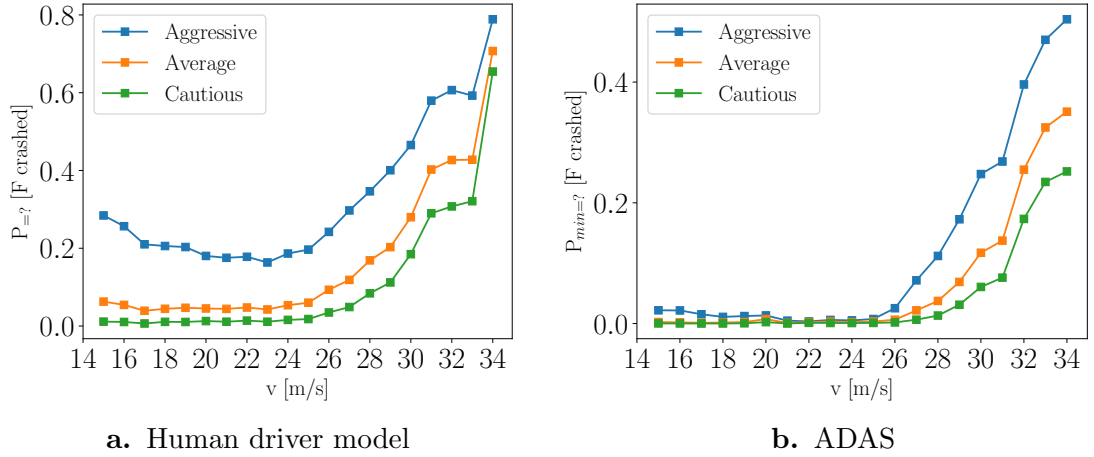 0.8
0.6
0.4
0.2
0.0
P=? [F crashed]
Aggressive
Average
Cautious
14 16 18 20 22 24 26 28 30 32 34
v [m/s]
a. Human driver model
0.4
0.2
0.0
Pmin=? [F crashed]
Aggressive
Average
Cautious
14 16 18 20 22 24 26 28 30 32 34
v [m/s]
b. ADAS